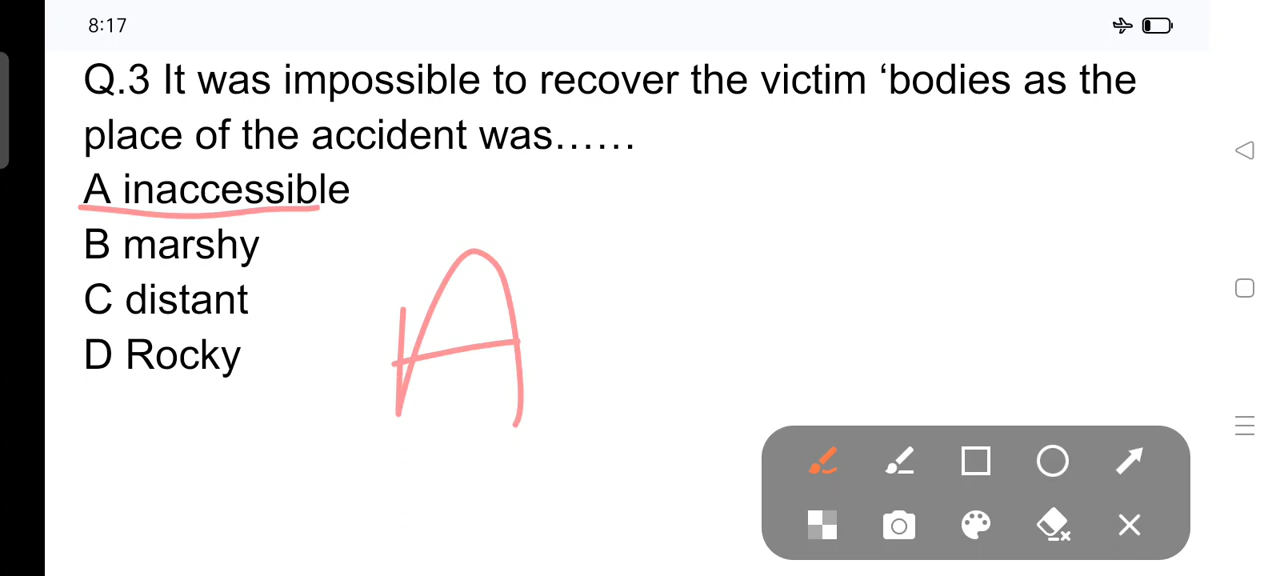 8:17
Q.3 It was impossible to recover the victim ‘bodies as the
place of the accident was......
A inaccessible
B marshy
C distant
D Rocky
A